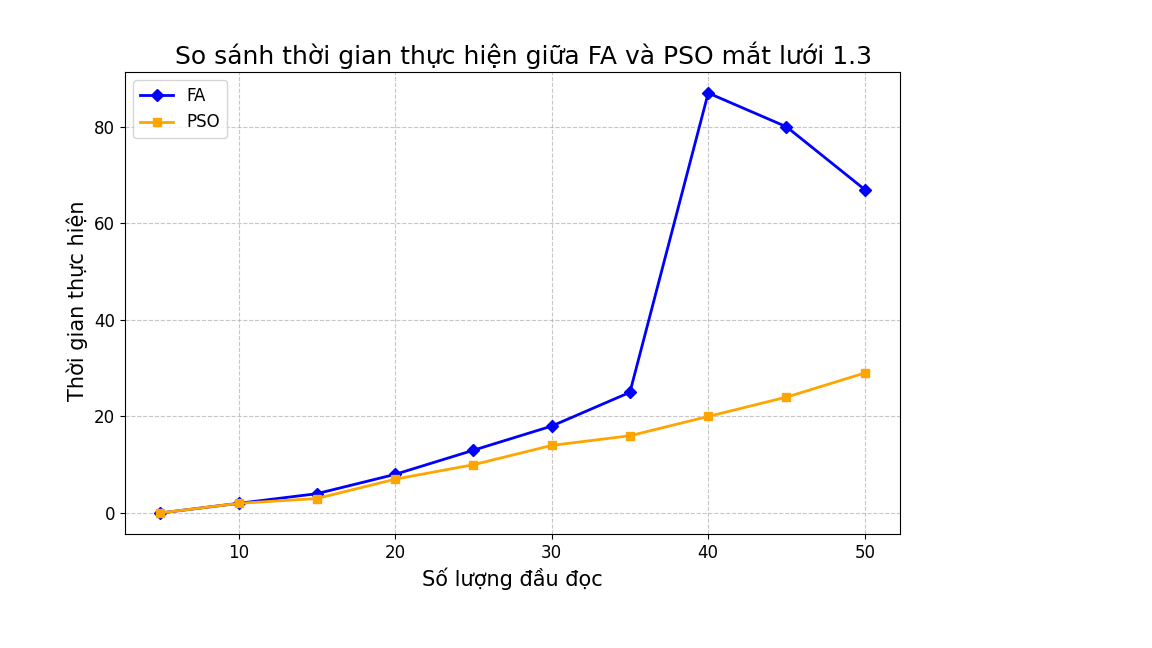 So sánh thời gian thực hiện giữa FA và PSO mắt lưới 1.3
FA
PSO
Thời gian thực hiện
80
60
40
20
0
10 20 30 40 50
Số lượng đầu đọc